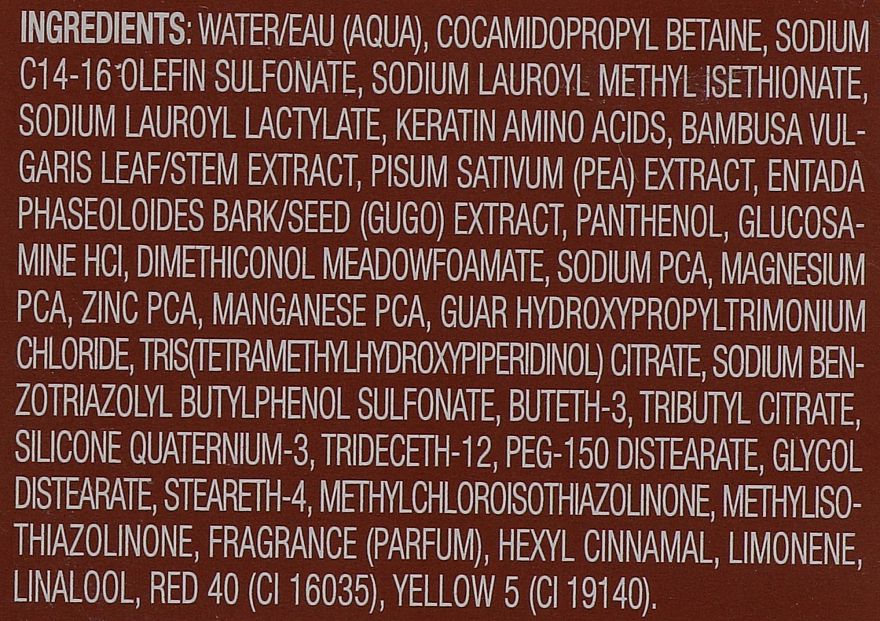 INGREDIENTS: WATER/EAU (AQUA), COCAMIDOPROPYL BETAINE, SODIUM
C14-16 OLEFIN SULFONATE, SODIUM LAUROYL METHYL ISETHIONATE,
SODIUM LAUROYL LACTYLATE, KERATIN AMINO ACIDS, BAMBUSA VUL-
GARIS LEAF/STEM EXTRACT, PISUM SATIVUM (PEA) EXTRACT, ENTADA
PHASEOLOIDES BARK/SEED (GUGO) EXTRACT, PANTHENOL, GLUCOSA-
MINE HCl, DIMETHICONOL MEADOWFOAMATE, SODIUM PCA, MAGNESIUM
PCA, ZINC PCA, MANGANESE PCA, GUAR HYDROXYPROPYLTRIMONIUM
CHLORIDE, TRIS(TETRAMETHYLHYDROXYPIPERIDINOL) CITRATE, SODIUM BEN-
ZOTRIAZOLYL BUTYLPHENOL SULFONATE, BUTETH-3, TRIBUTYL CITRATE,
SILICONE QUATERNIUM-3, TRIDECETH-12, PEG-150 DISTEARATE, GLYCOL
DISTEARATE, STEARETH-4, METHYLCHLOROISOTHIAZOLINONE, METHYLISO-
THIAZOLINONE, FRAGRANCE (PARFUM), HEXYL CINNAMAL, LIMONENE,
LINALOOL, RED 40 (CI 16035), YELLOW 5 (CI 19140).